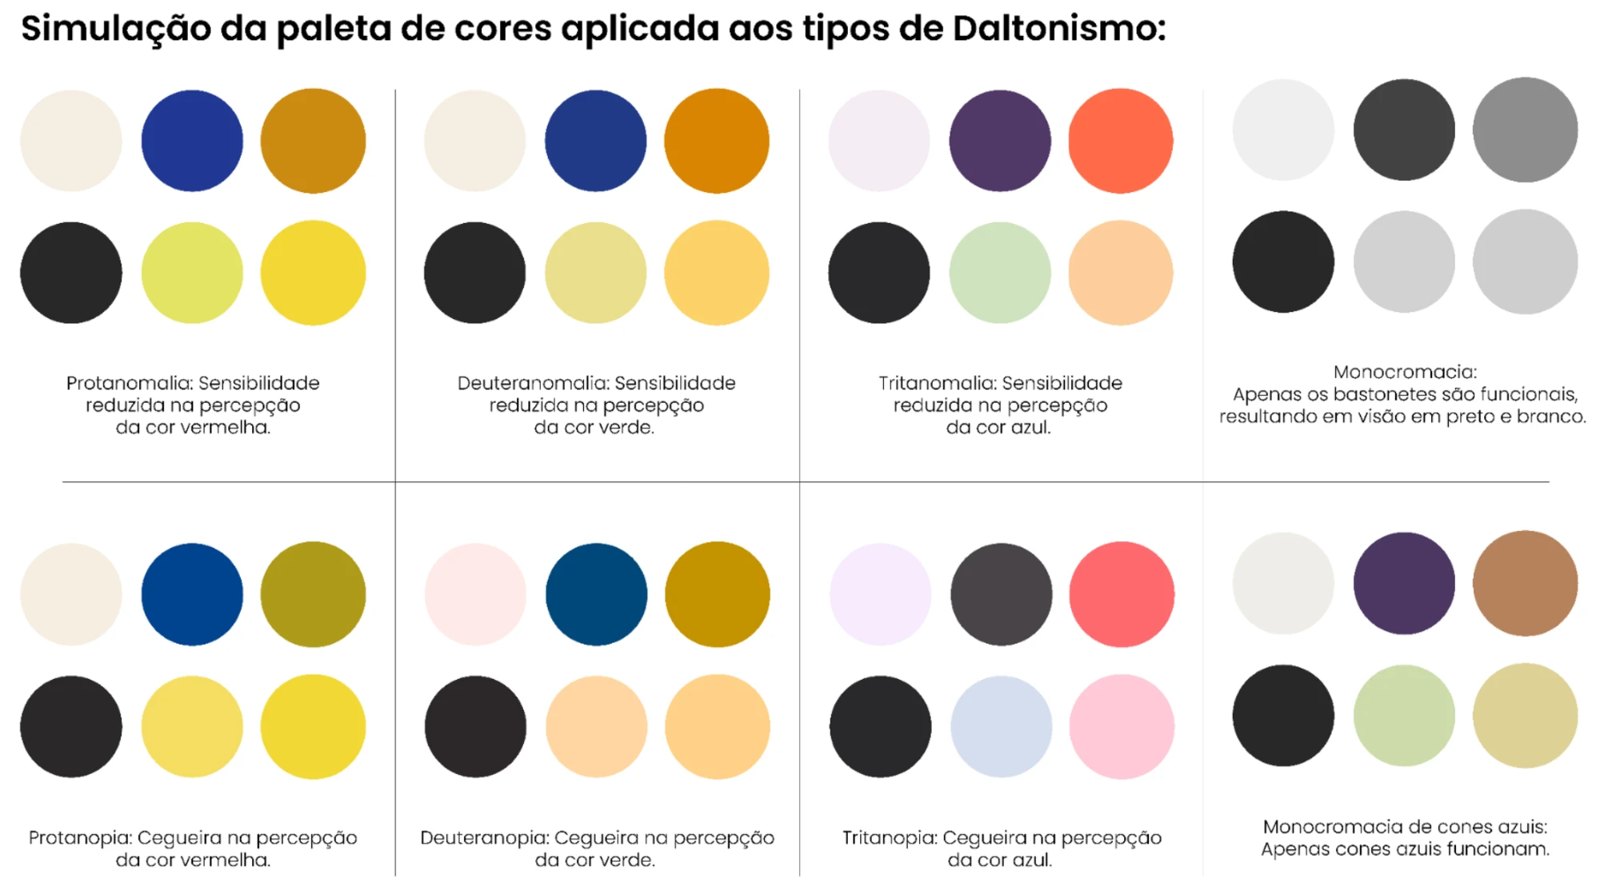 Simulação da paleta de cores aplicada aos tipos de Daltonismo:
Protanomalia: Sensibilidade
reduzida na percepção
da cor vermelha.
Deuteranomalia: Sensibilidade
reduzida na percepção
da cor verde.
Tritanomalia: Sensibilidade
reduzida na percepção
da cor azul.
Monocromacia:
Apenas os bastonetes são funcionais,
resultando em visão em preto e branco.
Protanopia: Cegueira na percepção
da cor vermelha.
Deuteranopia: Cegueira na percepção
da cor verde.
Tritanopia: Cegueira na percepção
da cor azul.
Monocromacia de cones azuis:
Apenas cones azuis funcionam.